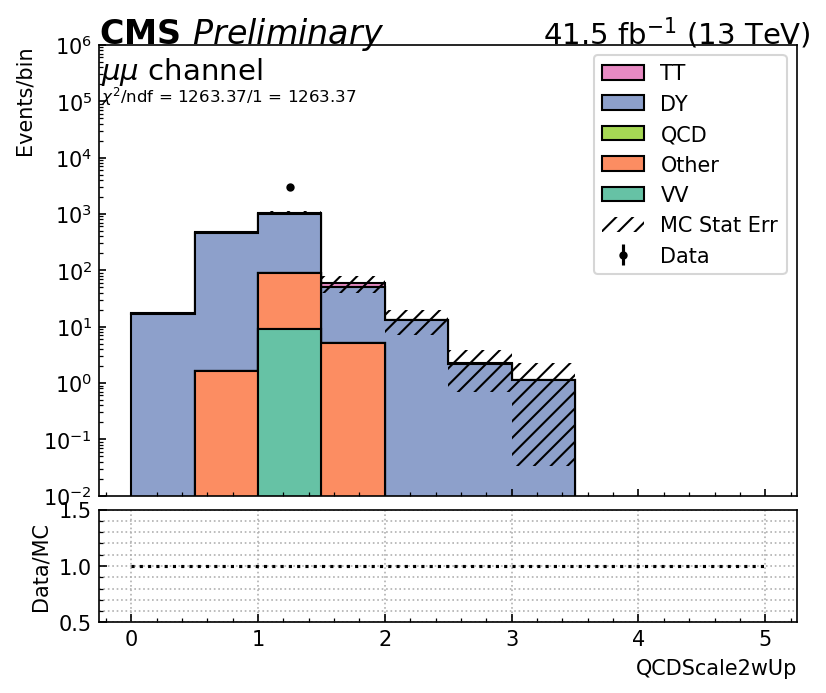 CMS Preliminary 41.5 fb⁻¹ (13 TeV)
μμ channel
χ²/ndf = 1263.37/1 = 1263.37
Events/bin
10⁶
10⁵
10⁴
10³
10²
10¹
10⁰
10⁻¹
10⁻²
TT
DY
QCD
Other
VV
MC Stat Err
Data
Data/MC
1.5
1.0
0.5
0 1 2 3 4 5
QCDScale2wUp